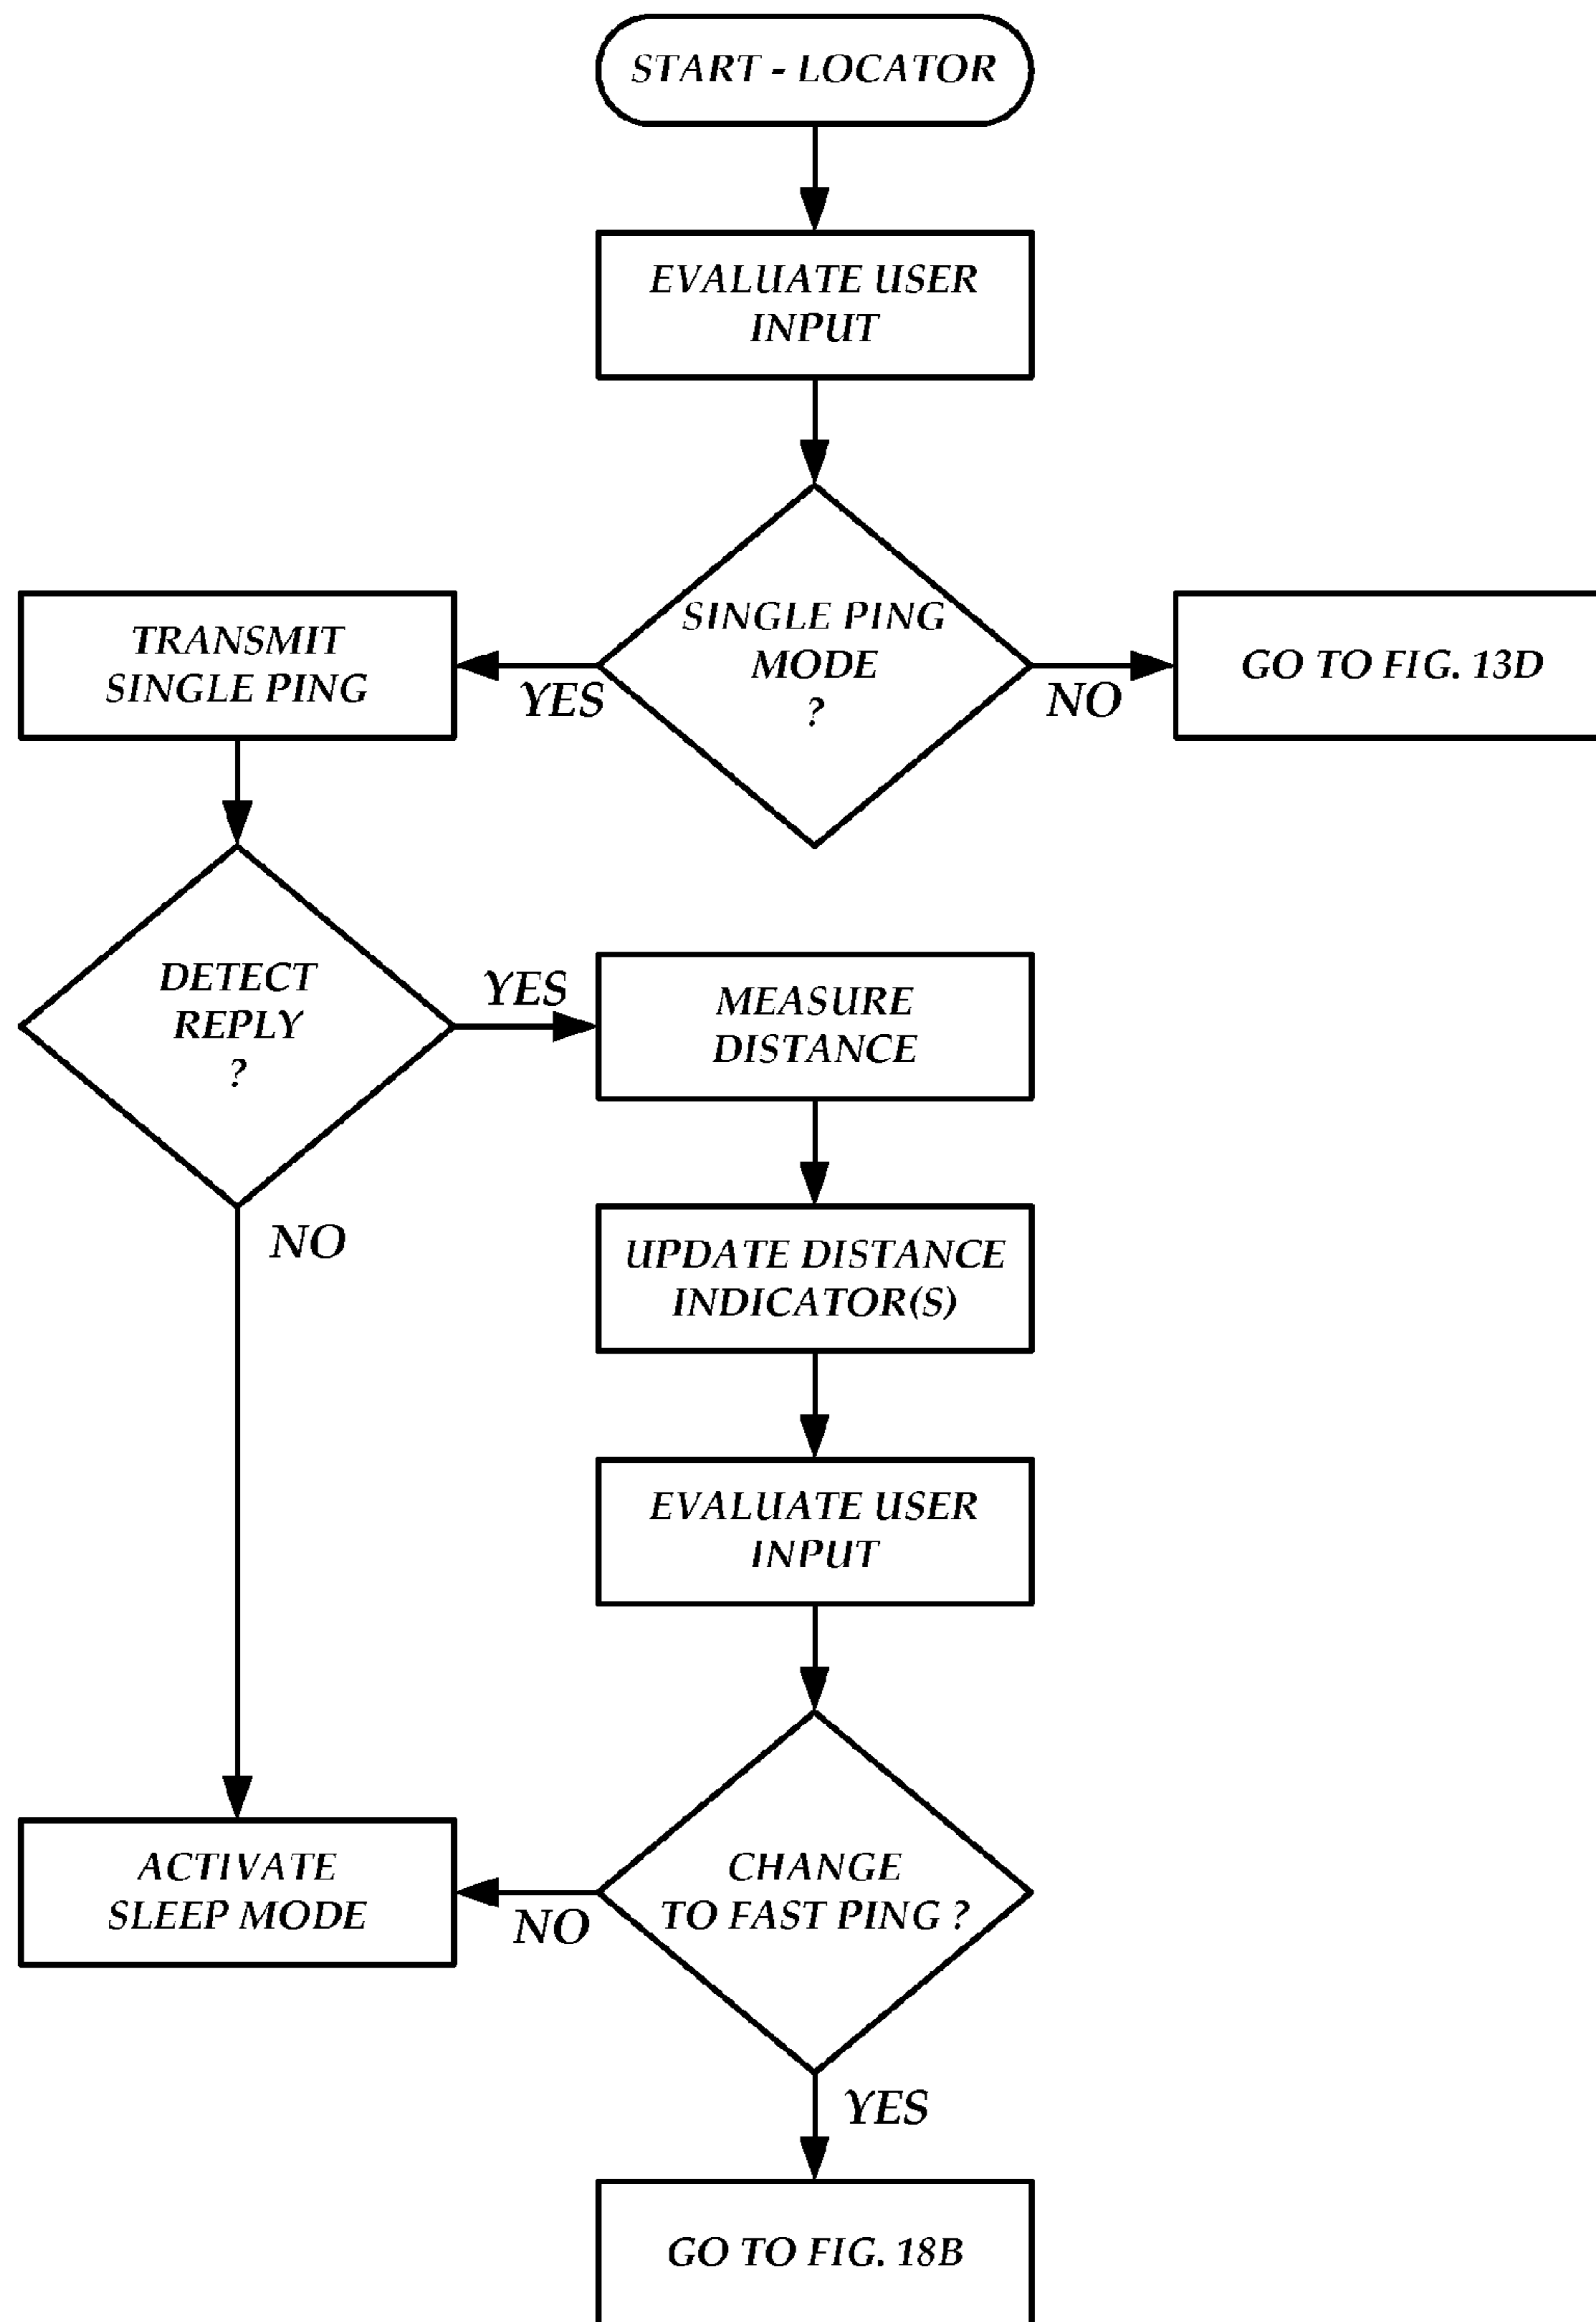 START - LOCATOR
EVALUATE USER
INPUT
SINGLE PING
MODE
?
YES
NO
TRANSMIT
SINGLE PING
GO TO FIG. 13D
DETECT
REPLY
?
YES
NO
MEASURE
DISTANCE
UPDATE DISTANCE
INDICATOR(S)
EVALUATE USER
INPUT
CHANGE
TO FAST PING ?
NO
YES
ACTIVATE
SLEEP MODE
GO TO FIG. 18B